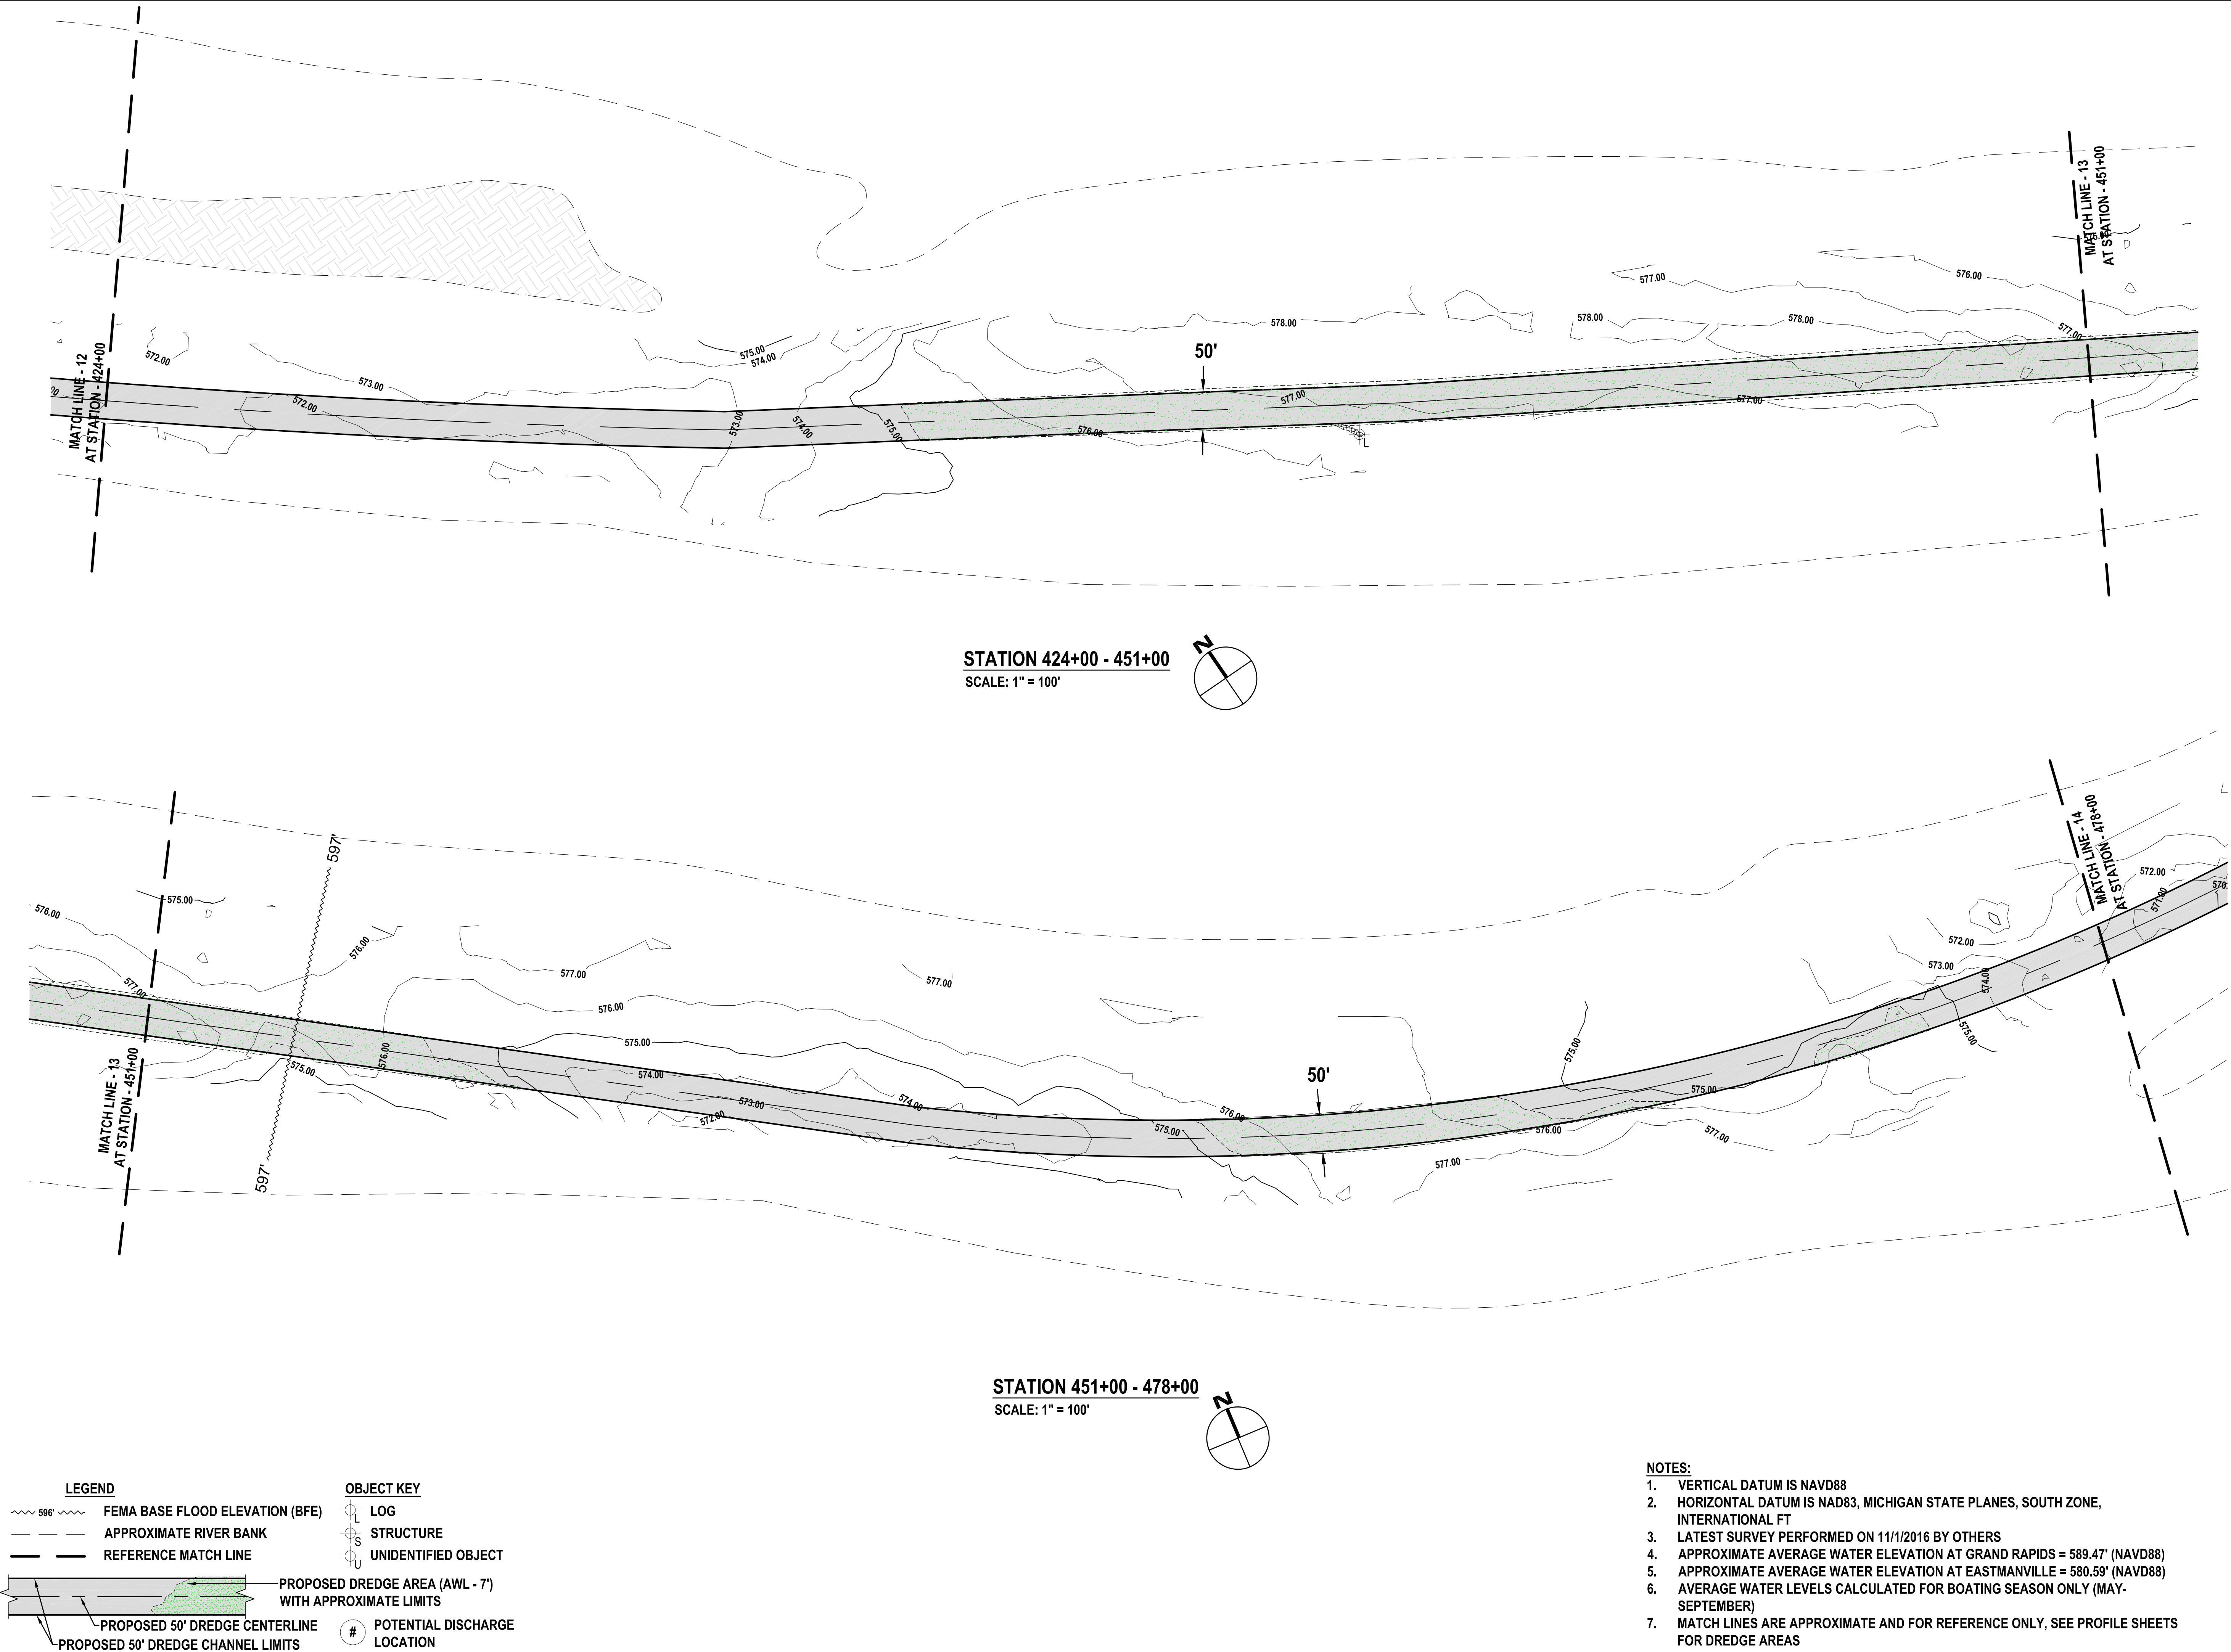 MATCH LINE - 12
AT STATION - 424+00
MATCH LINE - 13
AT STATION - 451+00
572.00
573.00
572.00
575.00
574.00
573.00
574.00
575.00
576.00
50'
577.00
L
578.00
577.00
578.00
578.00
576.00
577.00
577.00
STATION 424+00 - 451+00
SCALE: 1" = 100'
N
MATCH LINE - 13
AT STATION - 451+00
MATCH LINE - 14
AT STATION - 478+00
597'
597'
575.00
576.00
577.00
576.00
577.00
577.00
576.00
575.00
576.00
575.00
574.00
573.00
572.00
574.00
575.00
576.00
50'
577.00
576.00
577.00
575.00
575.00
574.00
575.00
573.00
572.00
572.00
571.00
570.
STATION 451+00 - 478+00
SCALE: 1" = 100'
N
LEGEND
596' FEMA BASE FLOOD ELEVATION (BFE)
APPROXIMATE RIVER BANK
REFERENCE MATCH LINE
PROPOSED DREDGE AREA (AWL - 7')
WITH APPROXIMATE LIMITS
PROPOSED 50' DREDGE CENTERLINE
PROPOSED 50' DREDGE CHANNEL LIMITS
OBJECT KEY
L LOG
S STRUCTURE
U UNIDENTIFIED OBJECT
# POTENTIAL DISCHARGE
LOCATION
NOTES:
1. VERTICAL DATUM IS NAVD88
2. HORIZONTAL DATUM IS NAD83, MICHIGAN STATE PLANES, SOUTH ZONE,
INTERNATIONAL FT
3. LATEST SURVEY PERFORMED ON 11/1/2016 BY OTHERS
4. APPROXIMATE AVERAGE WATER ELEVATION AT GRAND RAPIDS = 589.47' (NAVD88)
5. APPROXIMATE AVERAGE WATER ELEVATION AT EASTMANVILLE = 580.59' (NAVD88)
6. AVERAGE WATER LEVELS CALCULATED FOR BOATING SEASON ONLY (MAY-
SEPTEMBER)
7. MATCH LINES ARE APPROXIMATE AND FOR REFERENCE ONLY, SEE PROFILE SHEETS
FOR DREDGE AREAS